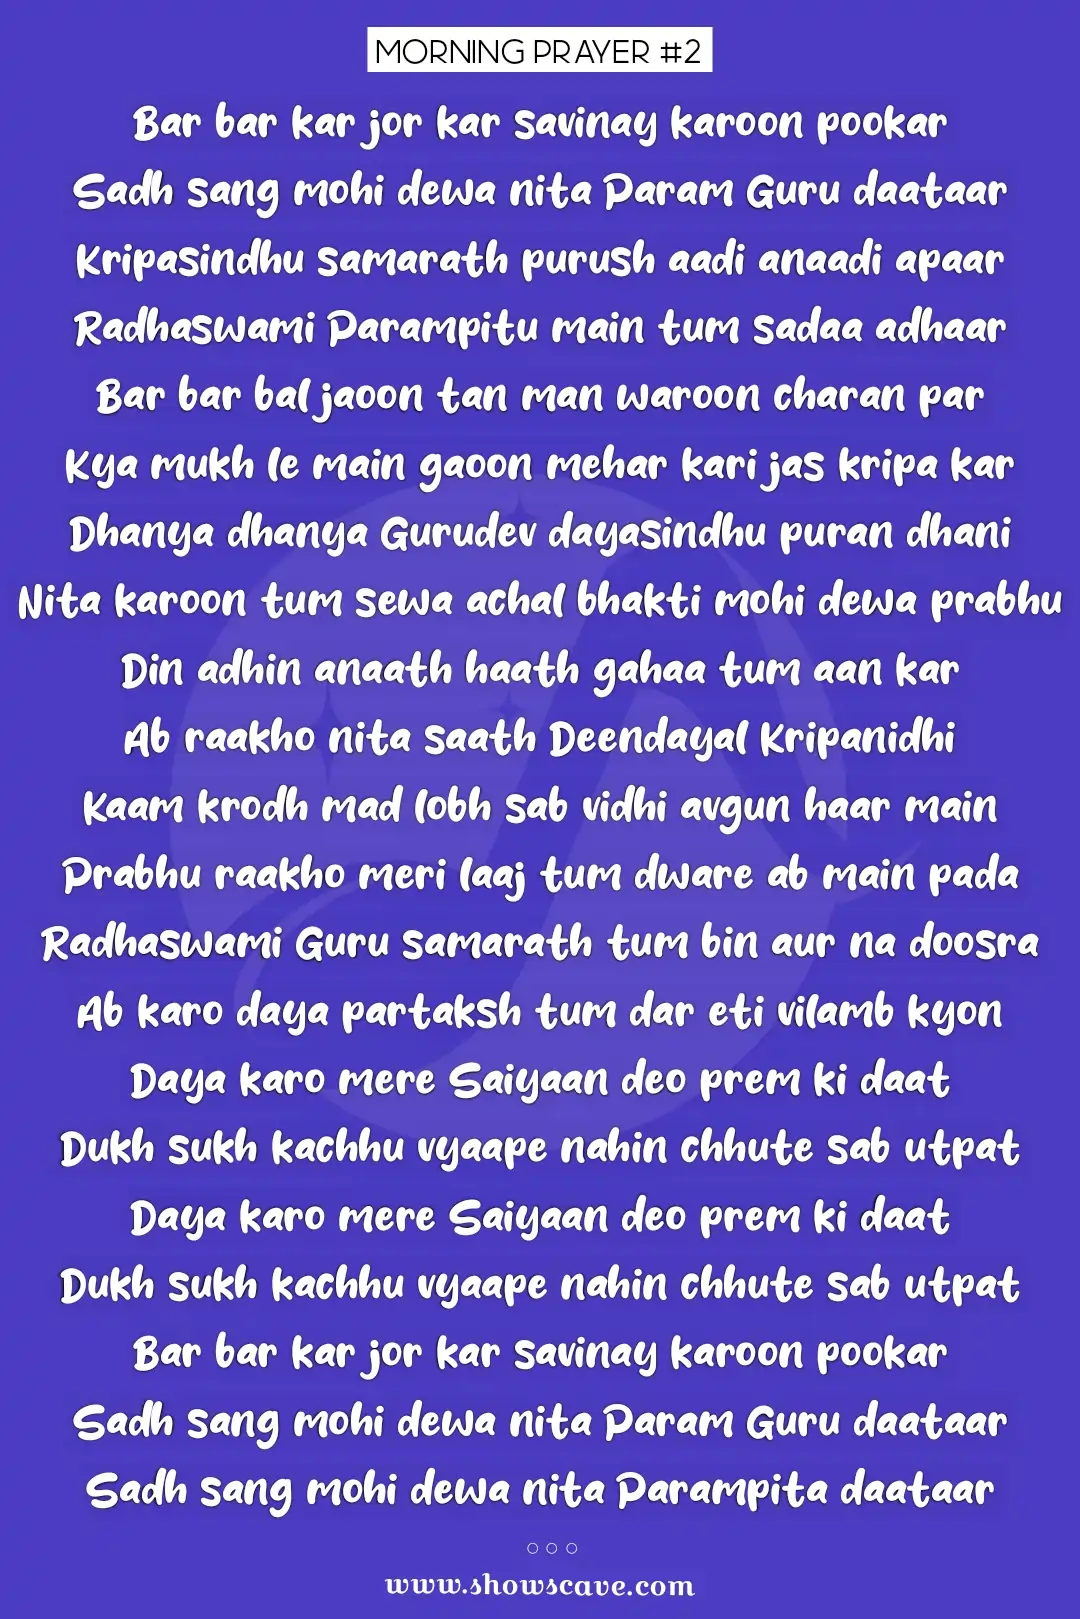 MORNING PRAYER #2
Bar bar kar jor kar savinay karoon pookar
Sadh sang mohi dewa nita Param Guru daataar
Kripasindhu samarath purush aadi anaadi apaar
Radhaswami Parampitu main tum sadaa adhaar
Bar bar bal jaoon tan man waroon charan par
Kya mukh le main gaoon mehar kari jas kripa kar
Dhanya dhanya Gurudev dayasindhu puran dhani
Nita karoon tum sewa achal bhakti mohi dewa prabhu
Din adhin anaath haath gahaa tum aan kar
Ab raakho nita saath Deendayal Kripanidhi
Kaam krodh mad lobh sab vidhi avgun haar main
Prabhu raakho meri laaj tum dware ab main pada
Radhaswami Guru samarath tum bin aur na doosra
Ab karo daya partaksh tum dar eti vilamb kyon
Daya karo mere Saiyaan deo prem ki daat
Dukh sukh kachhu vyaape nahin chhute sab utpat
Daya karo mere Saiyaan deo prem ki daat
Dukh sukh kachhu vyaape nahin chhute sab utpat
Bar bar kar jor kar savinay karoon pookar
Sadh sang mohi dewa nita Param Guru daataar
Sadh sang mohi dewa nita Parampita daataar
www.showscave.com